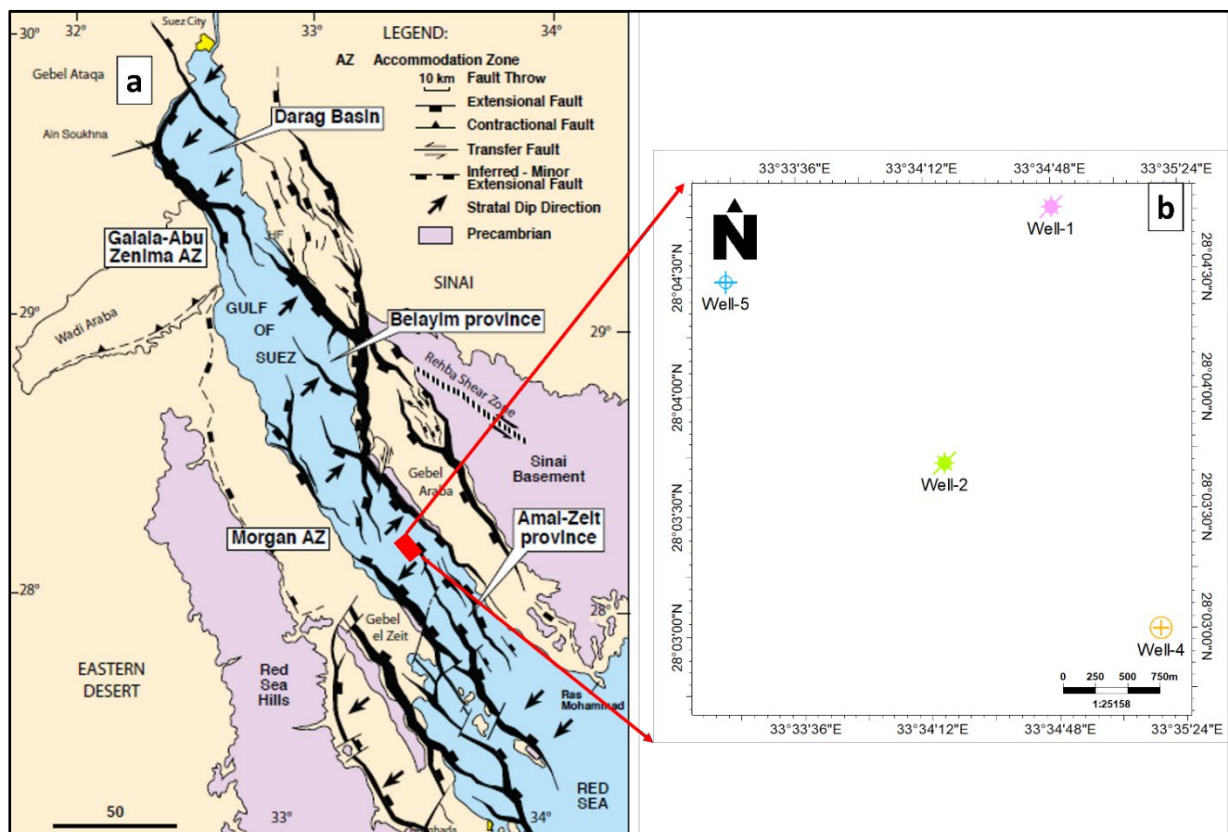 30°
32°
Suez City
33°
LEGEND:
34°
a
Gebel Ataqa
AZ Accommodation Zone
10 km Fault Throw
Extensional Fault
Contractional Fault
Transfer Fault
Inferred - Minor
Extensional Fault
Stratal Dip Direction
Precambrian
Ain Soukhna
Darag Basin
HF
Galala-Abu
Zenima AZ
SINAI
29°
GULF
OF
SUEZ
Wadi Araba
Belayim province
29°
Rehba Shear Zone
Sinai
Basement
Gebel
Araba
Morgan AZ
Amal-Zeit
province
28°
28°
Gebel
el Zeit
EASTERN
DESERT
Red
Sea
Hills
Ras
Mohammad
RED
SEA
50
33°
34°
33°33'36"E
33°34'12"E
33°34'48"E
33°35'24"E
b
N
Well-1
Well-5
Well-2
Well-4
28°04'30"N
28°04'00"N
28°03'30"N
28°03'00"N
28°04'30"N
28°04'00"N
28°03'30"N
28°03'00"N
0 250 500 750m
1:25158
33°33'36"E
33°34'12"E
33°34'48"E
33°35'24"E